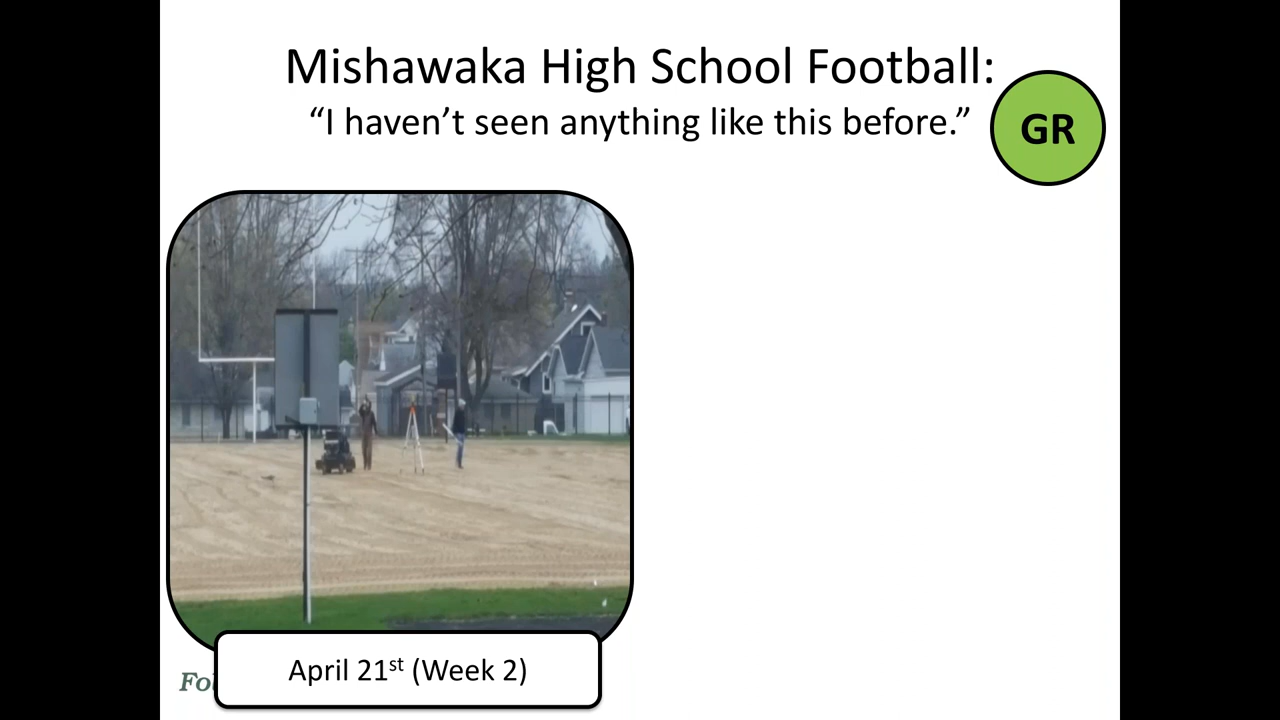 Mishawaka High School Football:
“I haven’t seen anything like this before.”
GR
April 21st (Week 2)